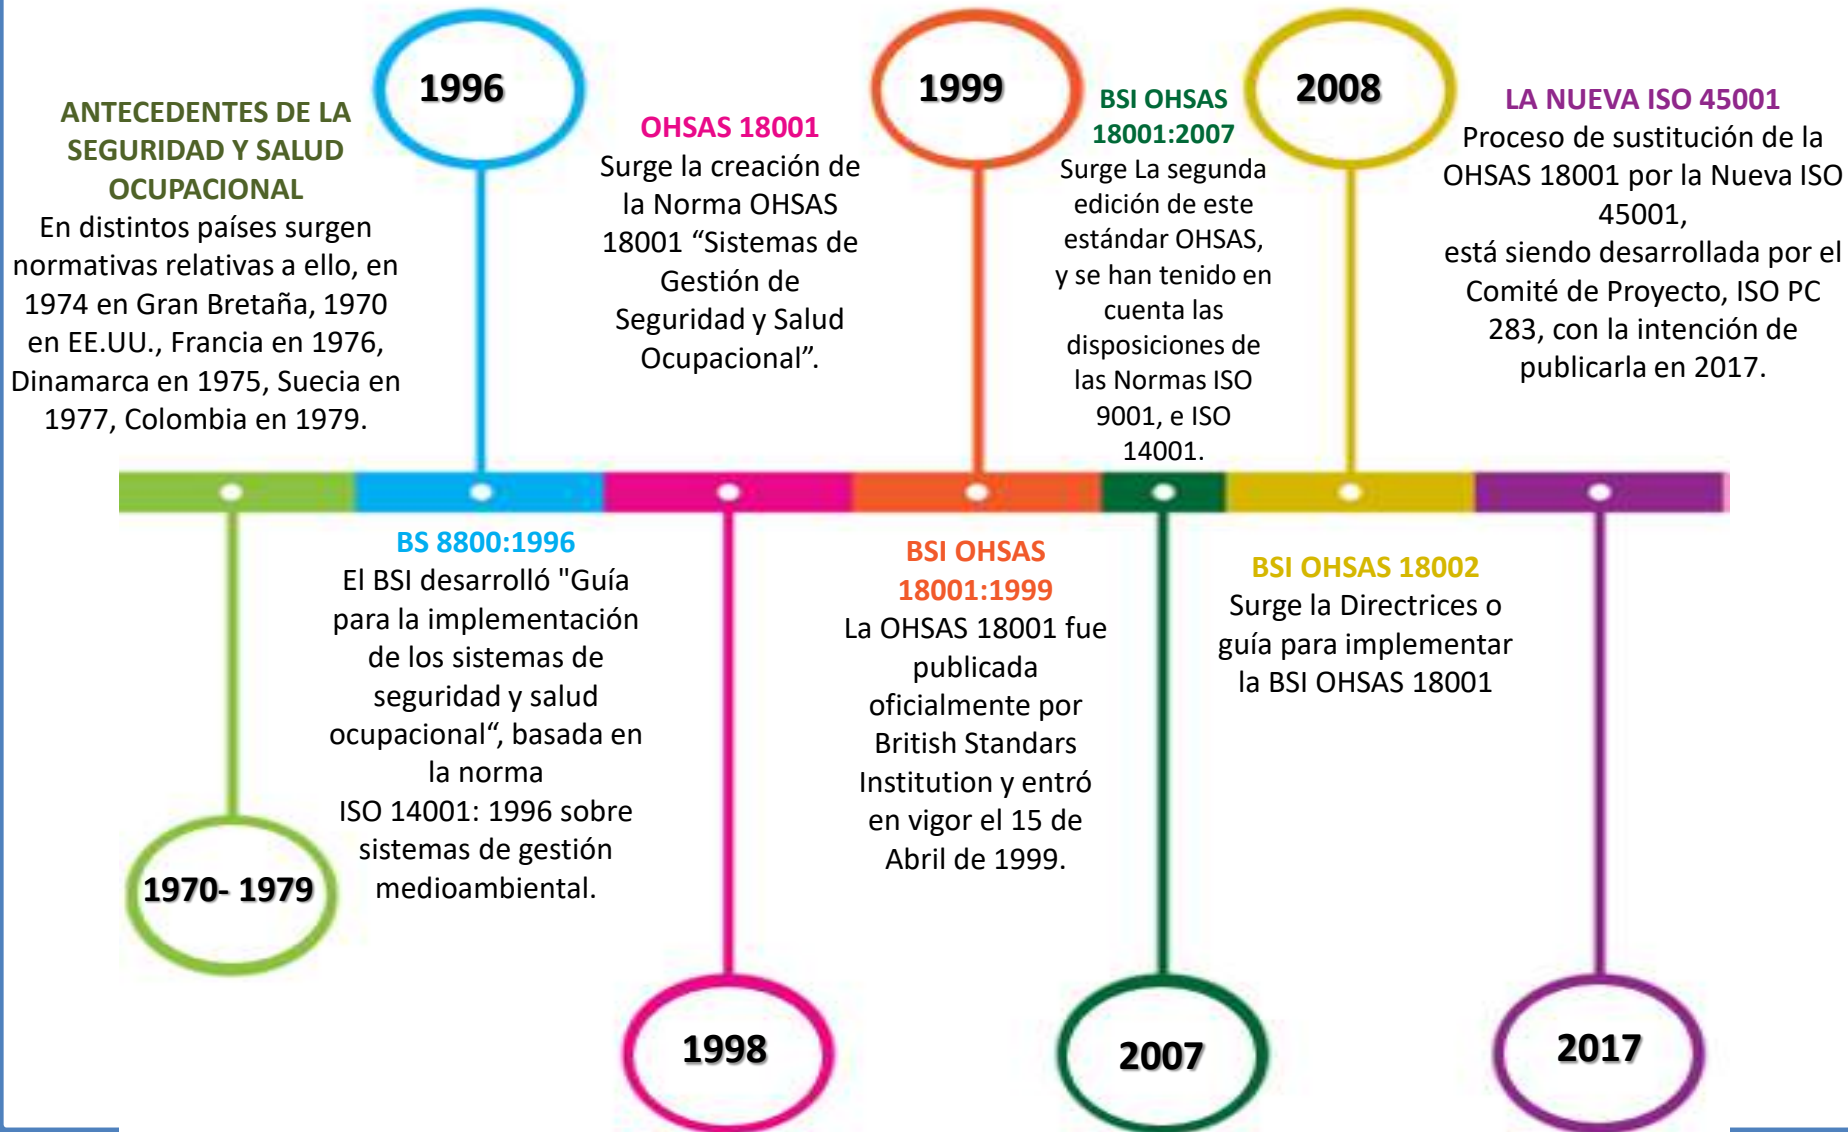 ANTECEDENTES DE LA
SEGURIDAD Y SALUD
OCUPACIONAL
En distintos países surgen
normativas relativas a ello, en
1974 en Gran Bretaña, 1970
en EE.UU., Francia en 1976,
Dinamarca en 1975, Suecia en
1977, Colombia en 1979.
1970- 1979
1996
BS 8800:1996
El BSI desarrolló "Guía
para la implementación
de los sistemas de
seguridad y salud
ocupacional“, basada en
la norma
ISO 14001: 1996 sobre
sistemas de gestión
medioambiental.
OHSAS 18001
Surge la creación de
la Norma OHSAS
18001 “Sistemas de
Gestión de
Seguridad y Salud
Ocupacional”.
1998
1999
BSI OHSAS
18001:1999
La OHSAS 18001 fue
publicada
oficialmente por
British Standars
Institution y entró
en vigor el 15 de
Abril de 1999.
BSI OHSAS
18001:2007
Surge La segunda
edición de este
estándar OHSAS,
y se han tenido en
cuenta las
disposiciones de
las Normas ISO
9001, e ISO
14001.
2007
2008
BSI OHSAS 18002
Surge la Directrices o
guía para implementar
la BSI OHSAS 18001
LA NUEVA ISO 45001
Proceso de sustitución de la
OHSAS 18001 por la Nueva ISO
45001,
está siendo desarrollada por el
Comité de Proyecto, ISO PC
283, con la intención de
publicarla en 2017.
2017